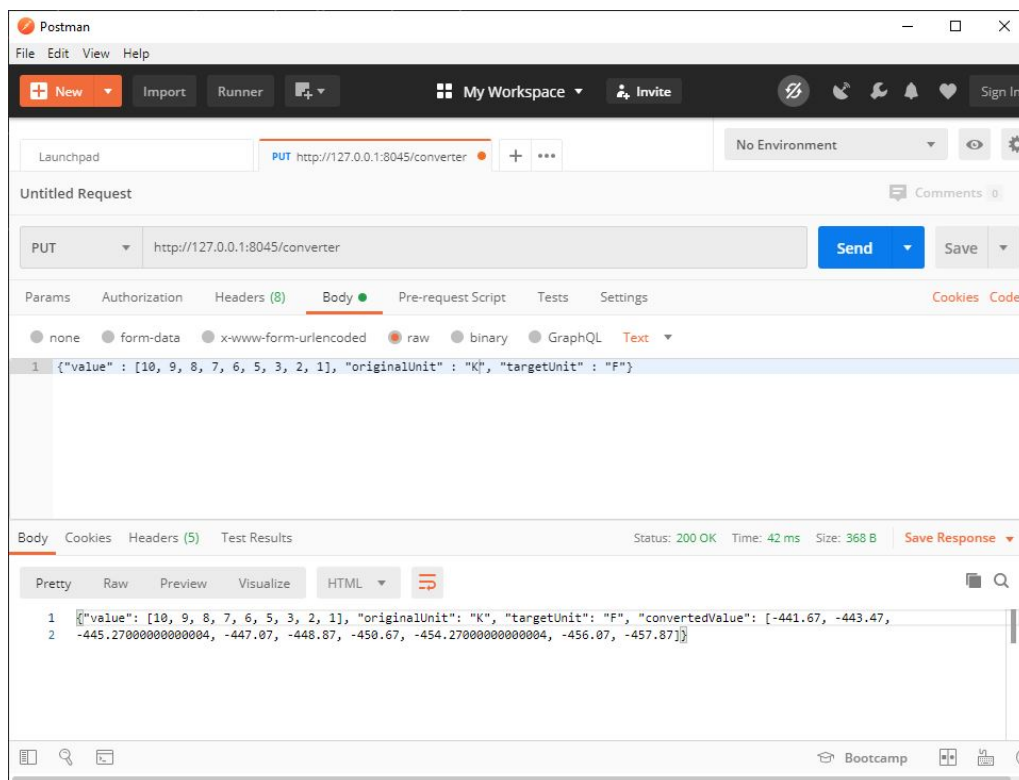 Postman
File Edit View Help
New Import Runner My Workspace Invite Sign In
Launchpad PUT http://127.0.0.1:8045/converter No Environment
Untitled Request Comments 0
PUT http://127.0.0.1:8045/converter Send Save
Params Authorization Headers (8) Body Pre-request Script Tests Settings Cookies Code
none form-data x-www-form-urlencoded raw binary GraphQL Text
1 {"value" : [10, 9, 8, 7, 6, 5, 3, 2, 1], "originalUnit" : "K", "targetUnit" : "F"}
Body Cookies Headers (5) Test Results Status: 200 OK Time: 42 ms Size: 368 B Save Response
Pretty Raw Preview Visualize HTML
1 {"value": [10, 9, 8, 7, 6, 5, 3, 2, 1], "originalUnit": "K", "targetUnit": "F", "convertedValue": [-441.67, -443.47,
2 -445.27000000000004, -447.07, -448.87, -450.67, -454.27000000000004, -456.07, -457.87]}
Bootcamp